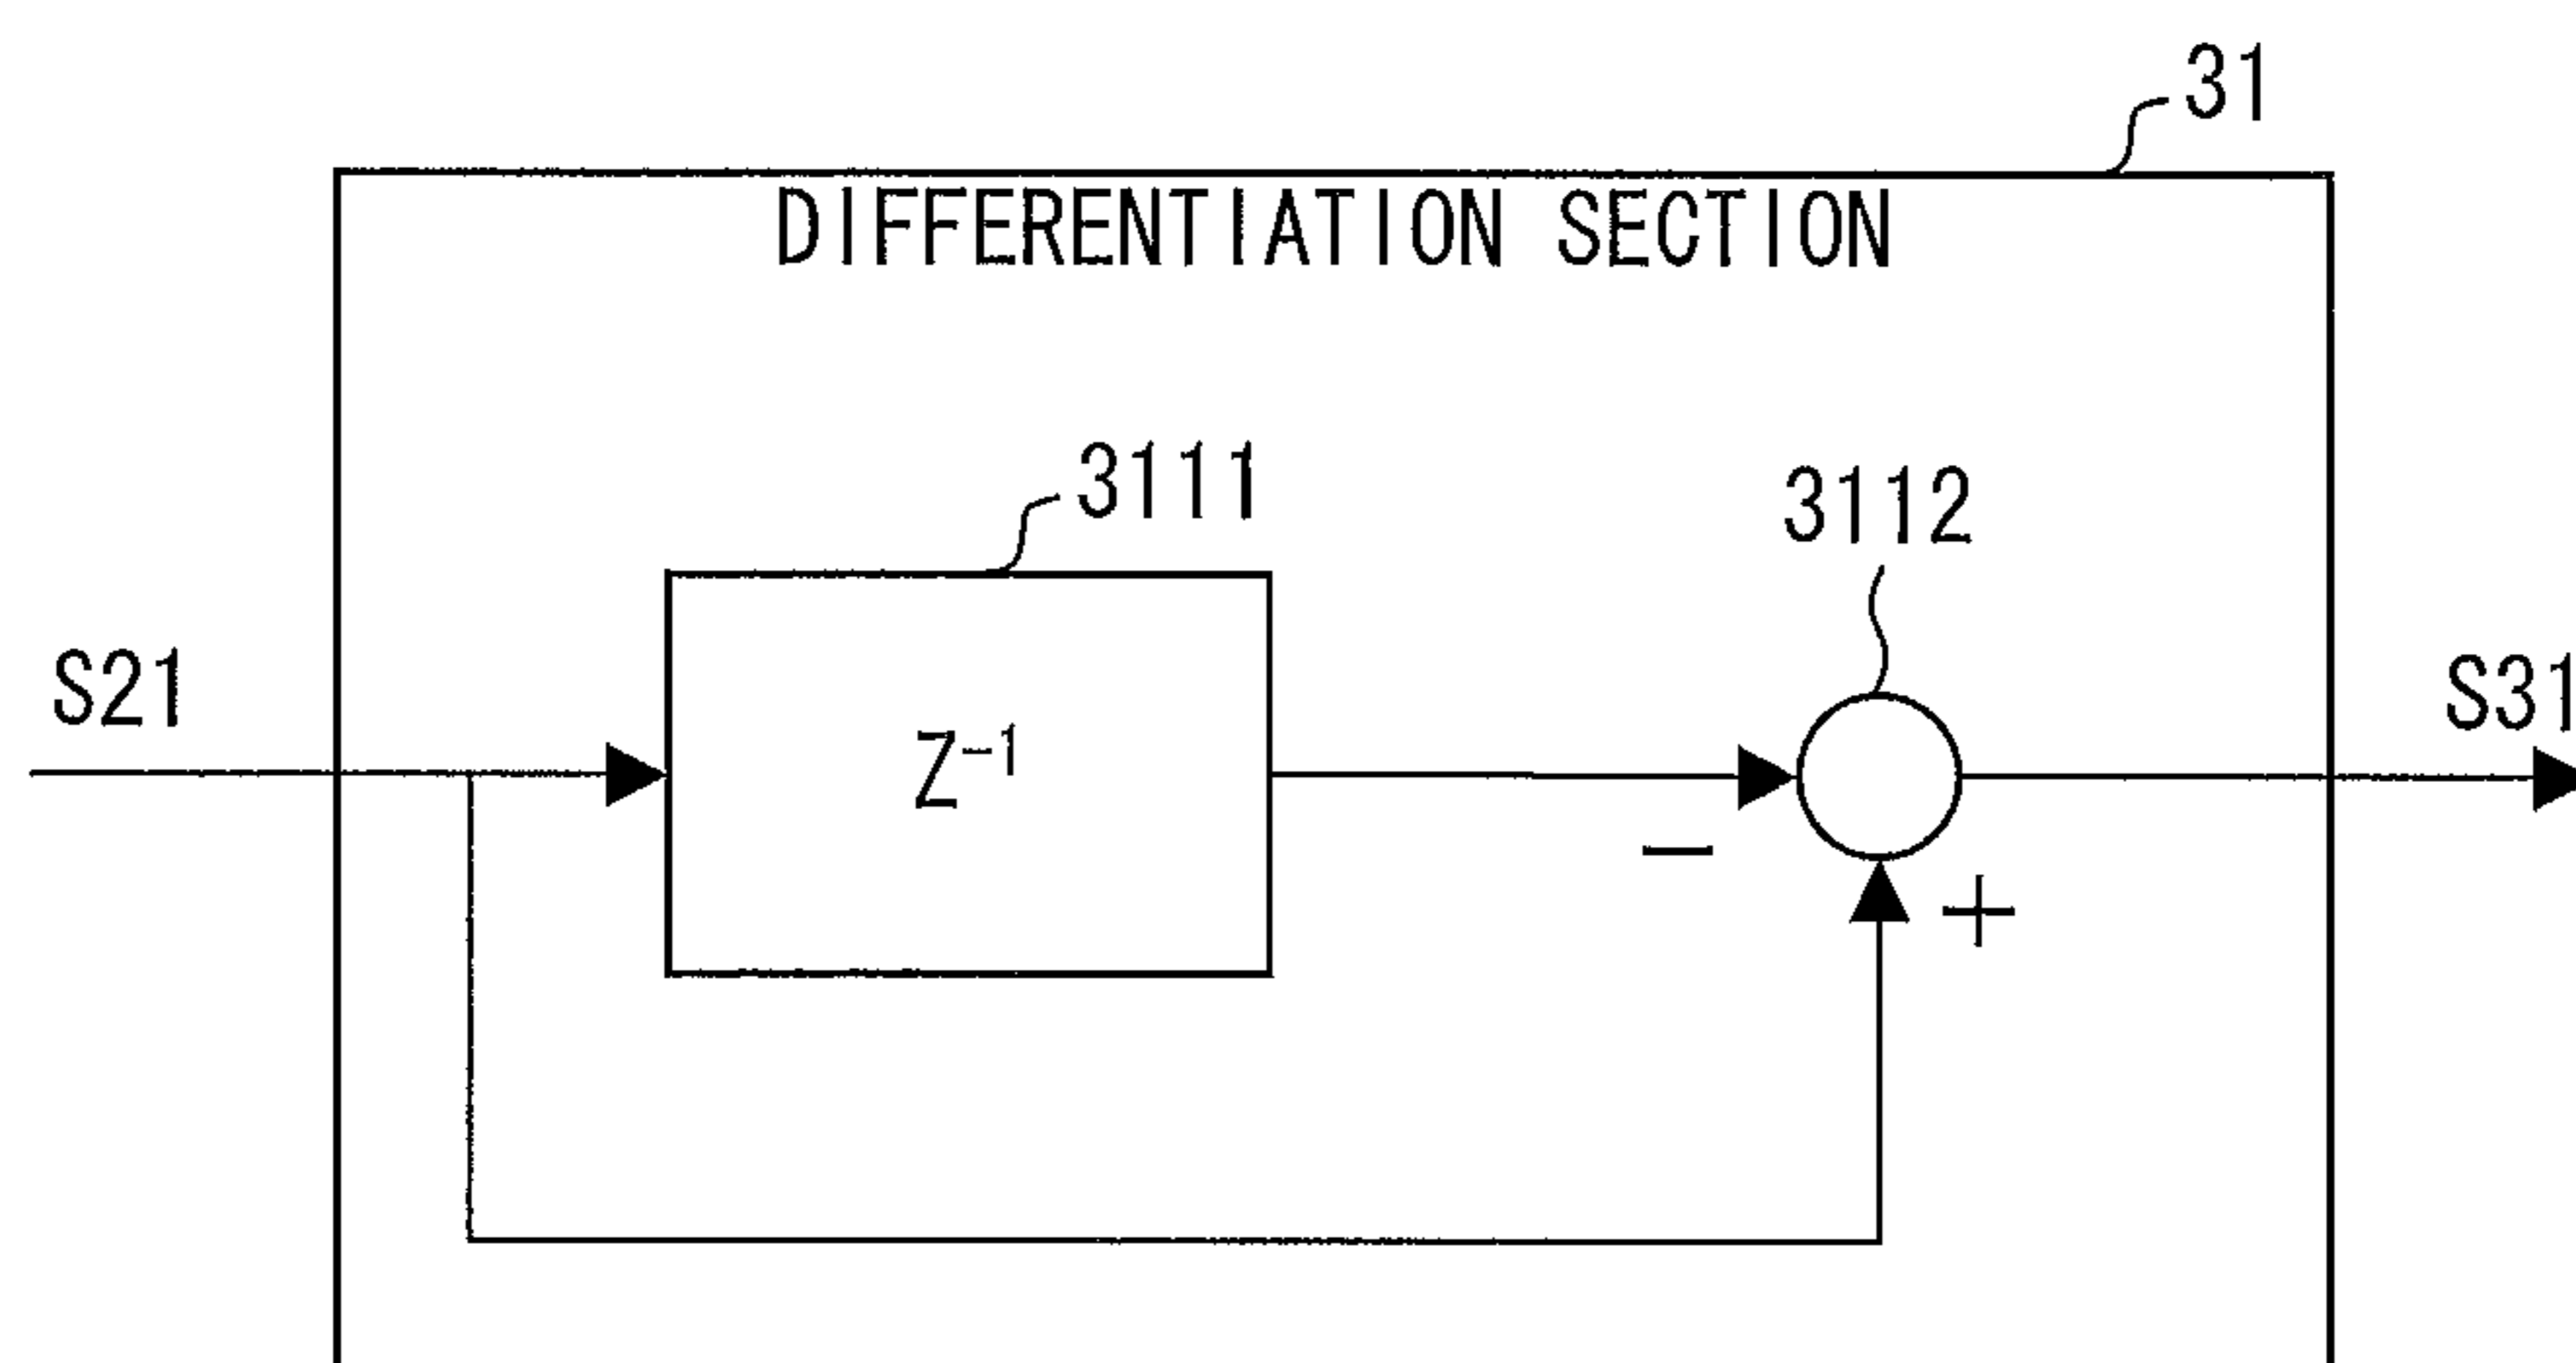 31
DIFFERENTIATION SECTION
3111
3112
S21
S31
Z⁻¹
−
+